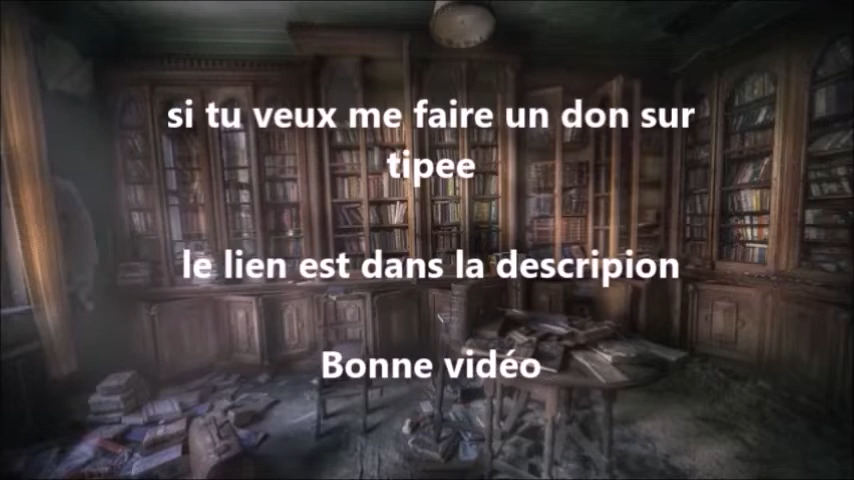 si tu veux me faire un don sur
tipee
le lien est dans la descripion
Bonne vidéo